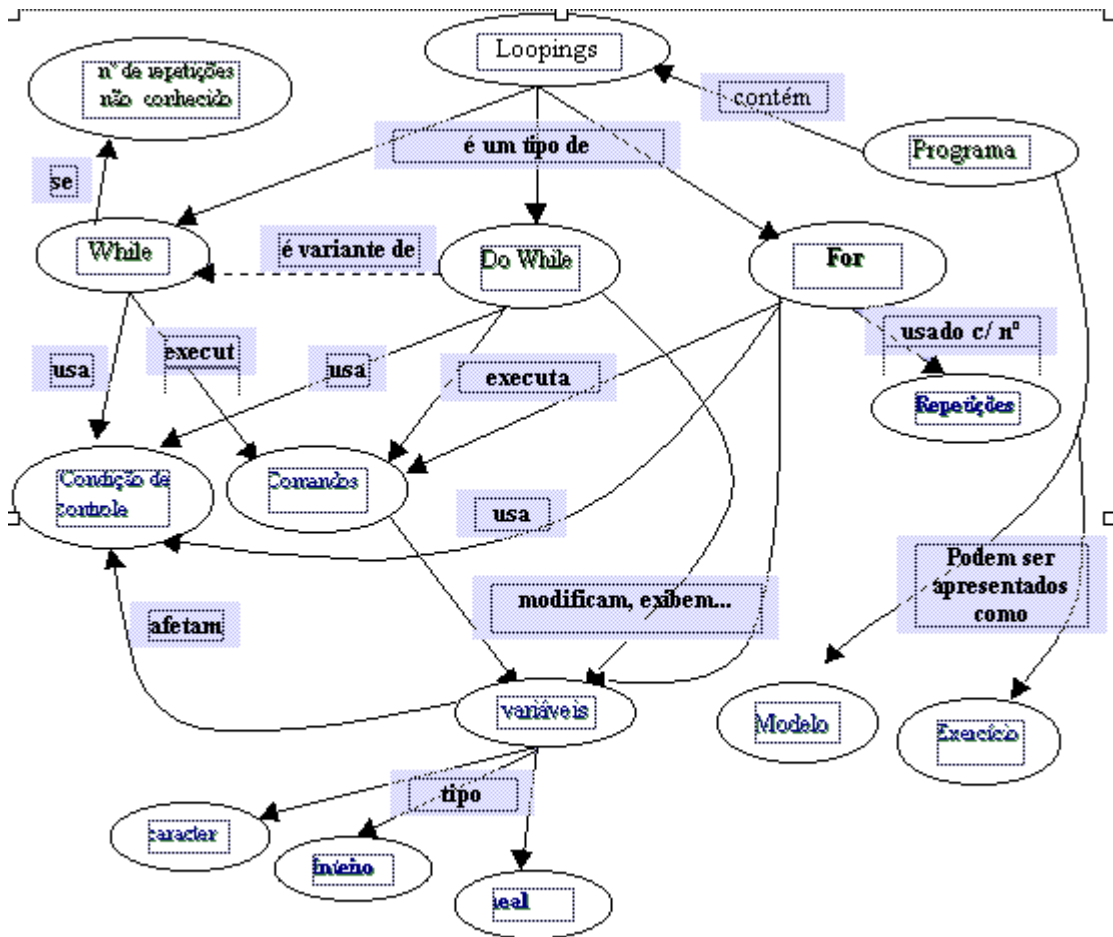 Loopings
nº de repetições
não conhecido
contém
é um tipo de
Programa
se
While
é variante de
Do While
For
usado c/ nº
execut
usa
usa
executa
Repetições
Condição de
controle
Comandos
usa
Podem ser
apresentados
como
modificam, exibem...
afetam
variáveis
Modelo
Exercício
tipo
caracter
Inteiro
Real